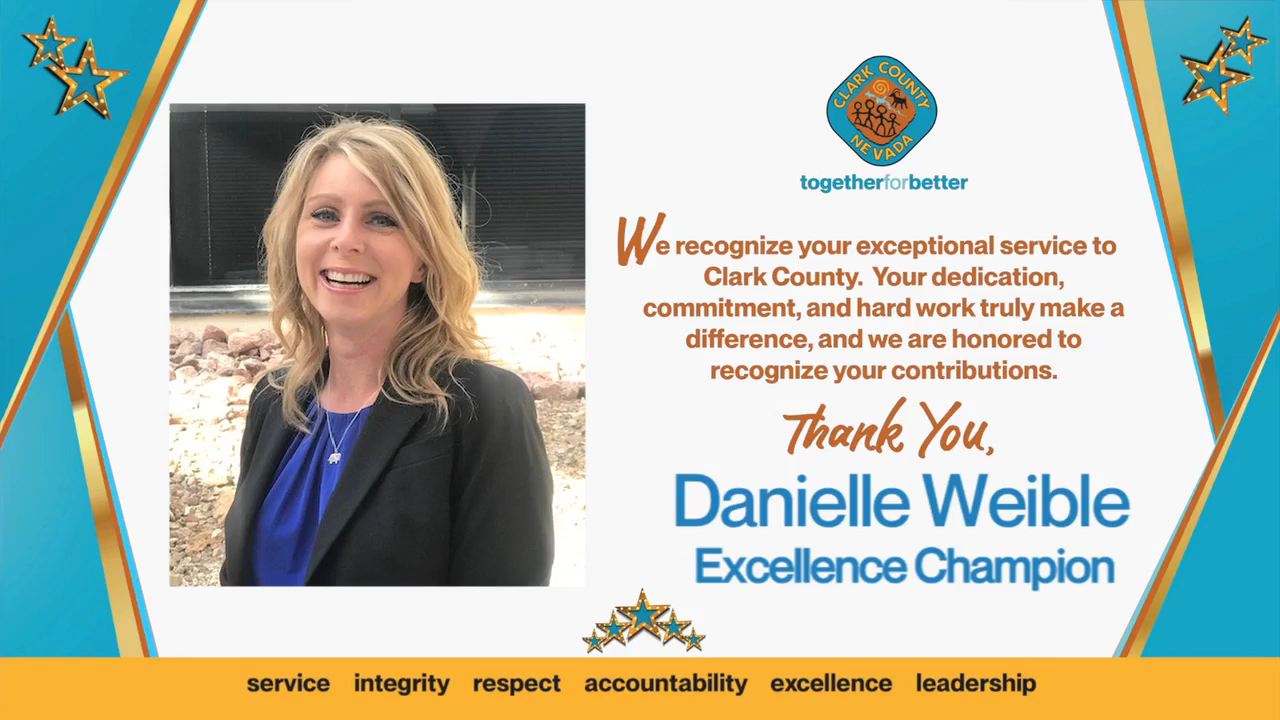 CLARK COUNTY
NEVADA
togetherforbetter
We recognize your exceptional service to
Clark County. Your dedication,
commitment, and hard work truly make a
difference, and we are honored to
recognize your contributions.
Thank You,
Danielle Weible
Excellence Champion
service integrity respect accountability excellence leadership